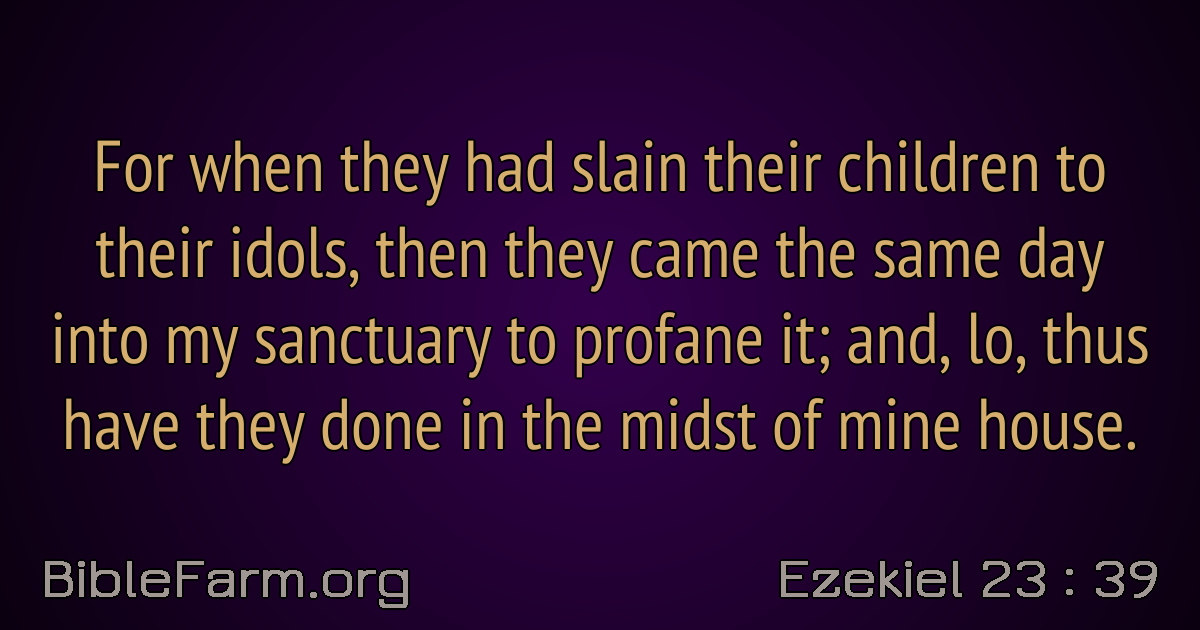 For when they had slain their children to
their idols, then they came the same day
into my sanctuary to profane it; and, lo, thus
have they done in the midst of mine house.
BibleFarm.org
Ezekiel 23 : 39